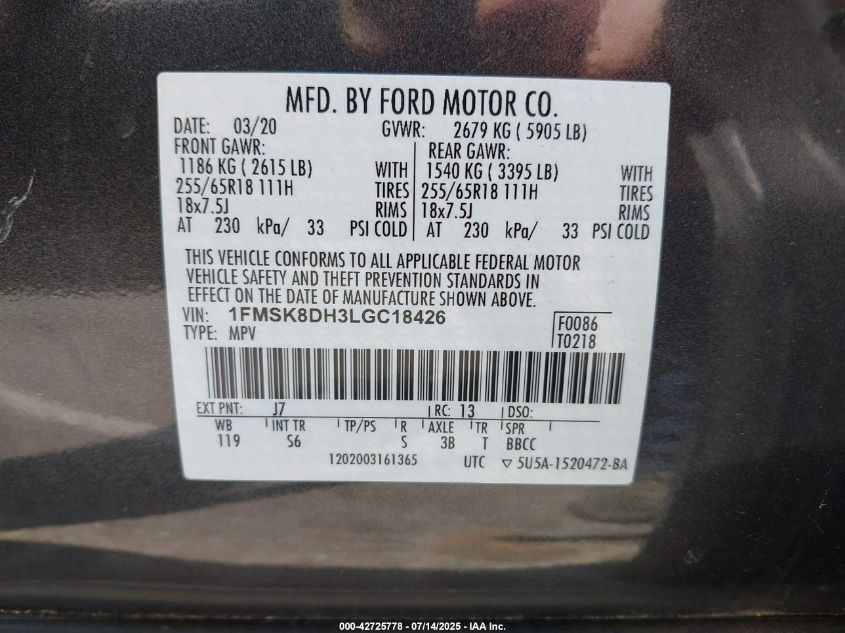 MFD. BY FORD MOTOR CO.
DATE: 03/20 GVWR: 2679 KG ( 5905 LB)
FRONT GAWR: REAR GAWR:
1186 KG ( 2615 LB) WITH 1540 KG ( 3395 LB) WITH
255/65R18 111H TIRES 255/65R18 111H TIRES
18x7.5J RIMS 18x7.5J RIMS
AT 230 kPa/ 33 PSI COLD AT 230 kPa/ 33 PSI COLD
THIS VEHICLE CONFORMS TO ALL APPLICABLE FEDERAL MOTOR
VEHICLE SAFETY AND THEFT PREVENTION STANDARDS IN
EFFECT ON THE DATE OF MANUFACTURE SHOWN ABOVE.
VIN: 1FMSK8DH3LGC18426 F0086
TYPE: MPV T0218
EXT PNT: J7 RC: 13 DSO:
WB INT TR TP/PS R AXLE TR SPR
119 S6 S 3B T BBCC
1202003161365 UTC ▽ 5U5A-1520472-BA
000-42725778 - 07/14/2025 - IAA Inc.